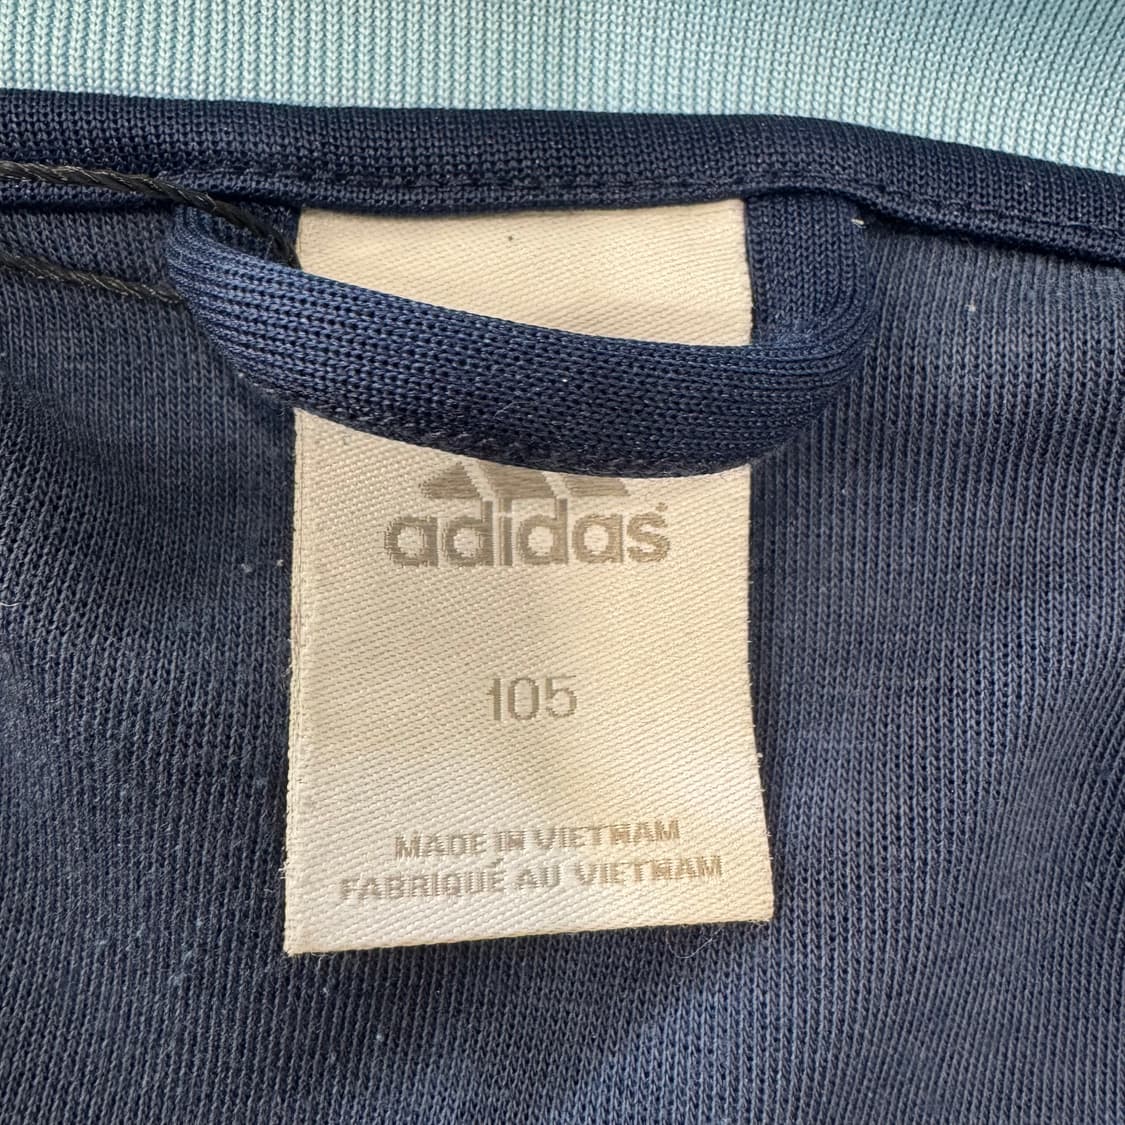 adidas
105
MADE IN VIETNAM
FABRIQUÉ AU VIETNAM